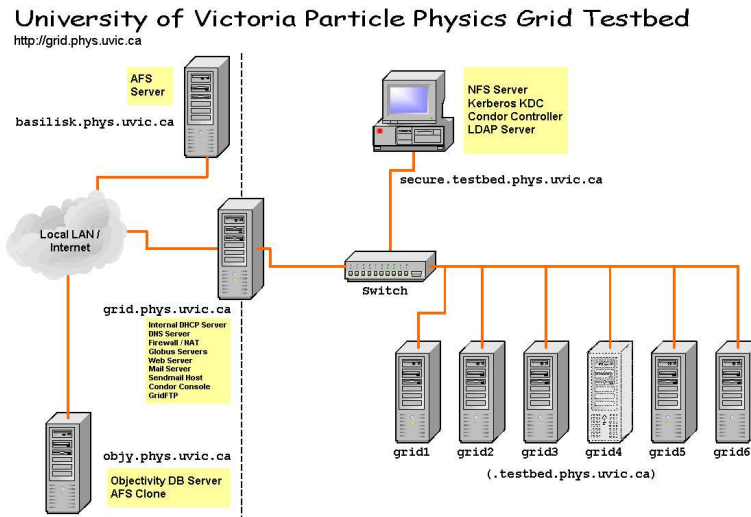 University of Victoria Particle Physics Grid Testbed
http://grid.phys.uvic.ca
AFS
Server
basilisk.phys.uvic.ca
NFS Server
Kerberos KDC
Condor Controller
LDAP Server
secure.testbed.phys.uvic.ca
Local LAN /
Internet
Switch
grid.phys.uvic.ca
Internal DHCP Server
DNS Server
Firewall / NAT
Globus Servers
Web Server
Mail Server
Sendmail Host
Condor Console
GridFTP
grid1 grid2 grid3 grid4 grid5 grid6
(.testbed.phys.uvic.ca)
objy.phys.uvic.ca
Objectivity DB Server
AFS Clone